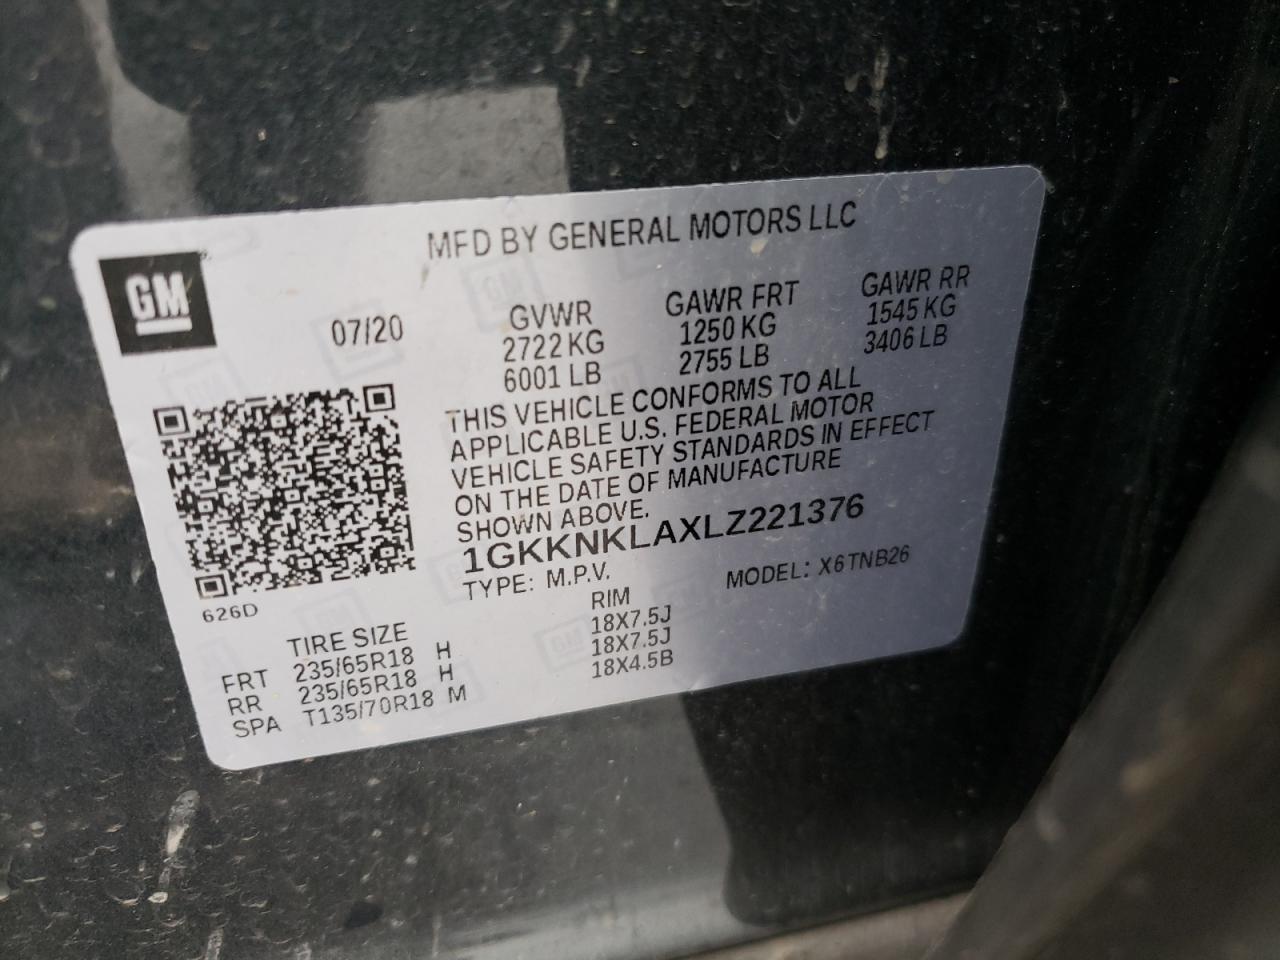 MFD BY GENERAL MOTORS LLC
GM
07/20
GVWR
2722 KG
6001 LB
GAWR FRT
1250 KG
2755 LB
GAWR RR
1545 KG
3406 LB
THIS VEHICLE CONFORMS TO ALL
APPLICABLE U.S. FEDERAL MOTOR
VEHICLE SAFETY STANDARDS IN EFFECT
ON THE DATE OF MANUFACTURE
SHOWN ABOVE.
1GKKNKLAXLZ221376
TYPE: M.P.V. MODEL: X6TNB26
626D
TIRE SIZE RIM
FRT 235/65R18 H 18X7.5J
RR 235/65R18 H 18X7.5J
SPA T135/70R18 M 18X4.5B